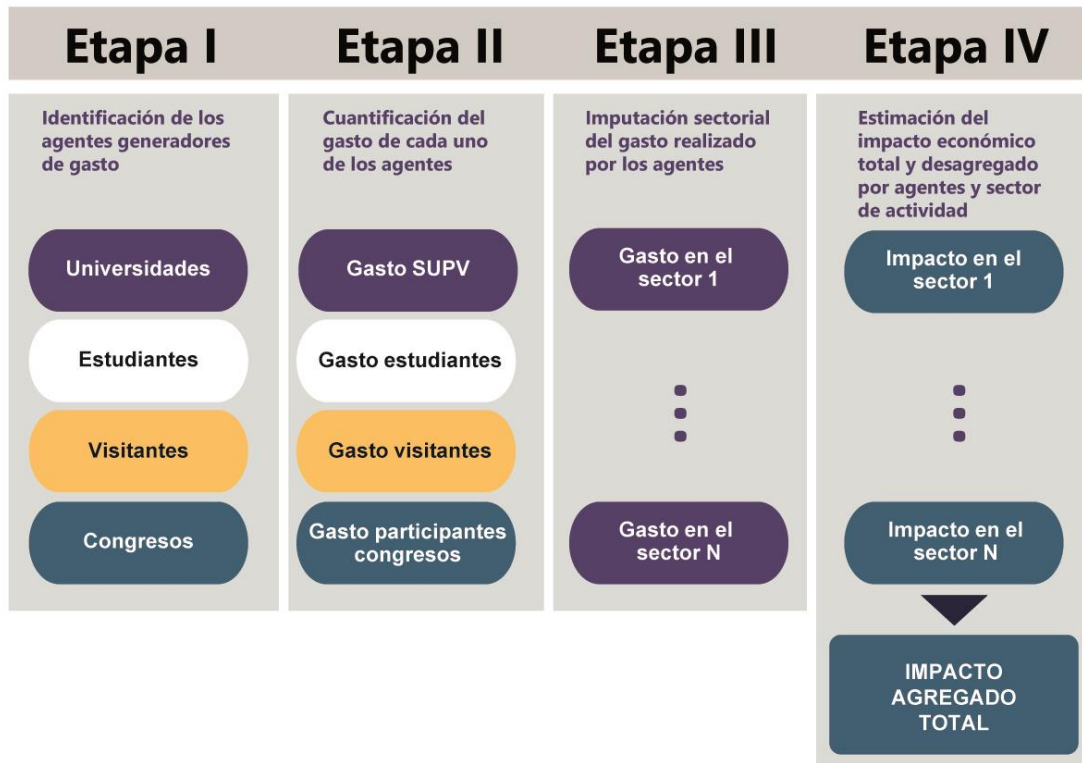 Etapa I
Etapa II
Etapa III
Etapa IV
Identificación de los
agentes generadores
de gasto
Cuantificación del
gasto de cada uno
de los agentes
Imputación sectorial
del gasto realizado
por los agentes
Estimación del
impacto económico
total y desagregado
por agentes y sector
de actividad
Universidades
Gasto SUPV
Gasto en el
sector 1
Impacto en el
sector 1
Estudiantes
Gasto estudiantes
Visitantes
Gasto visitantes
Congresos
Gasto participantes
congresos
Gasto en el
sector N
Impacto en el
sector N
IMPACTO
AGREGADO
TOTAL